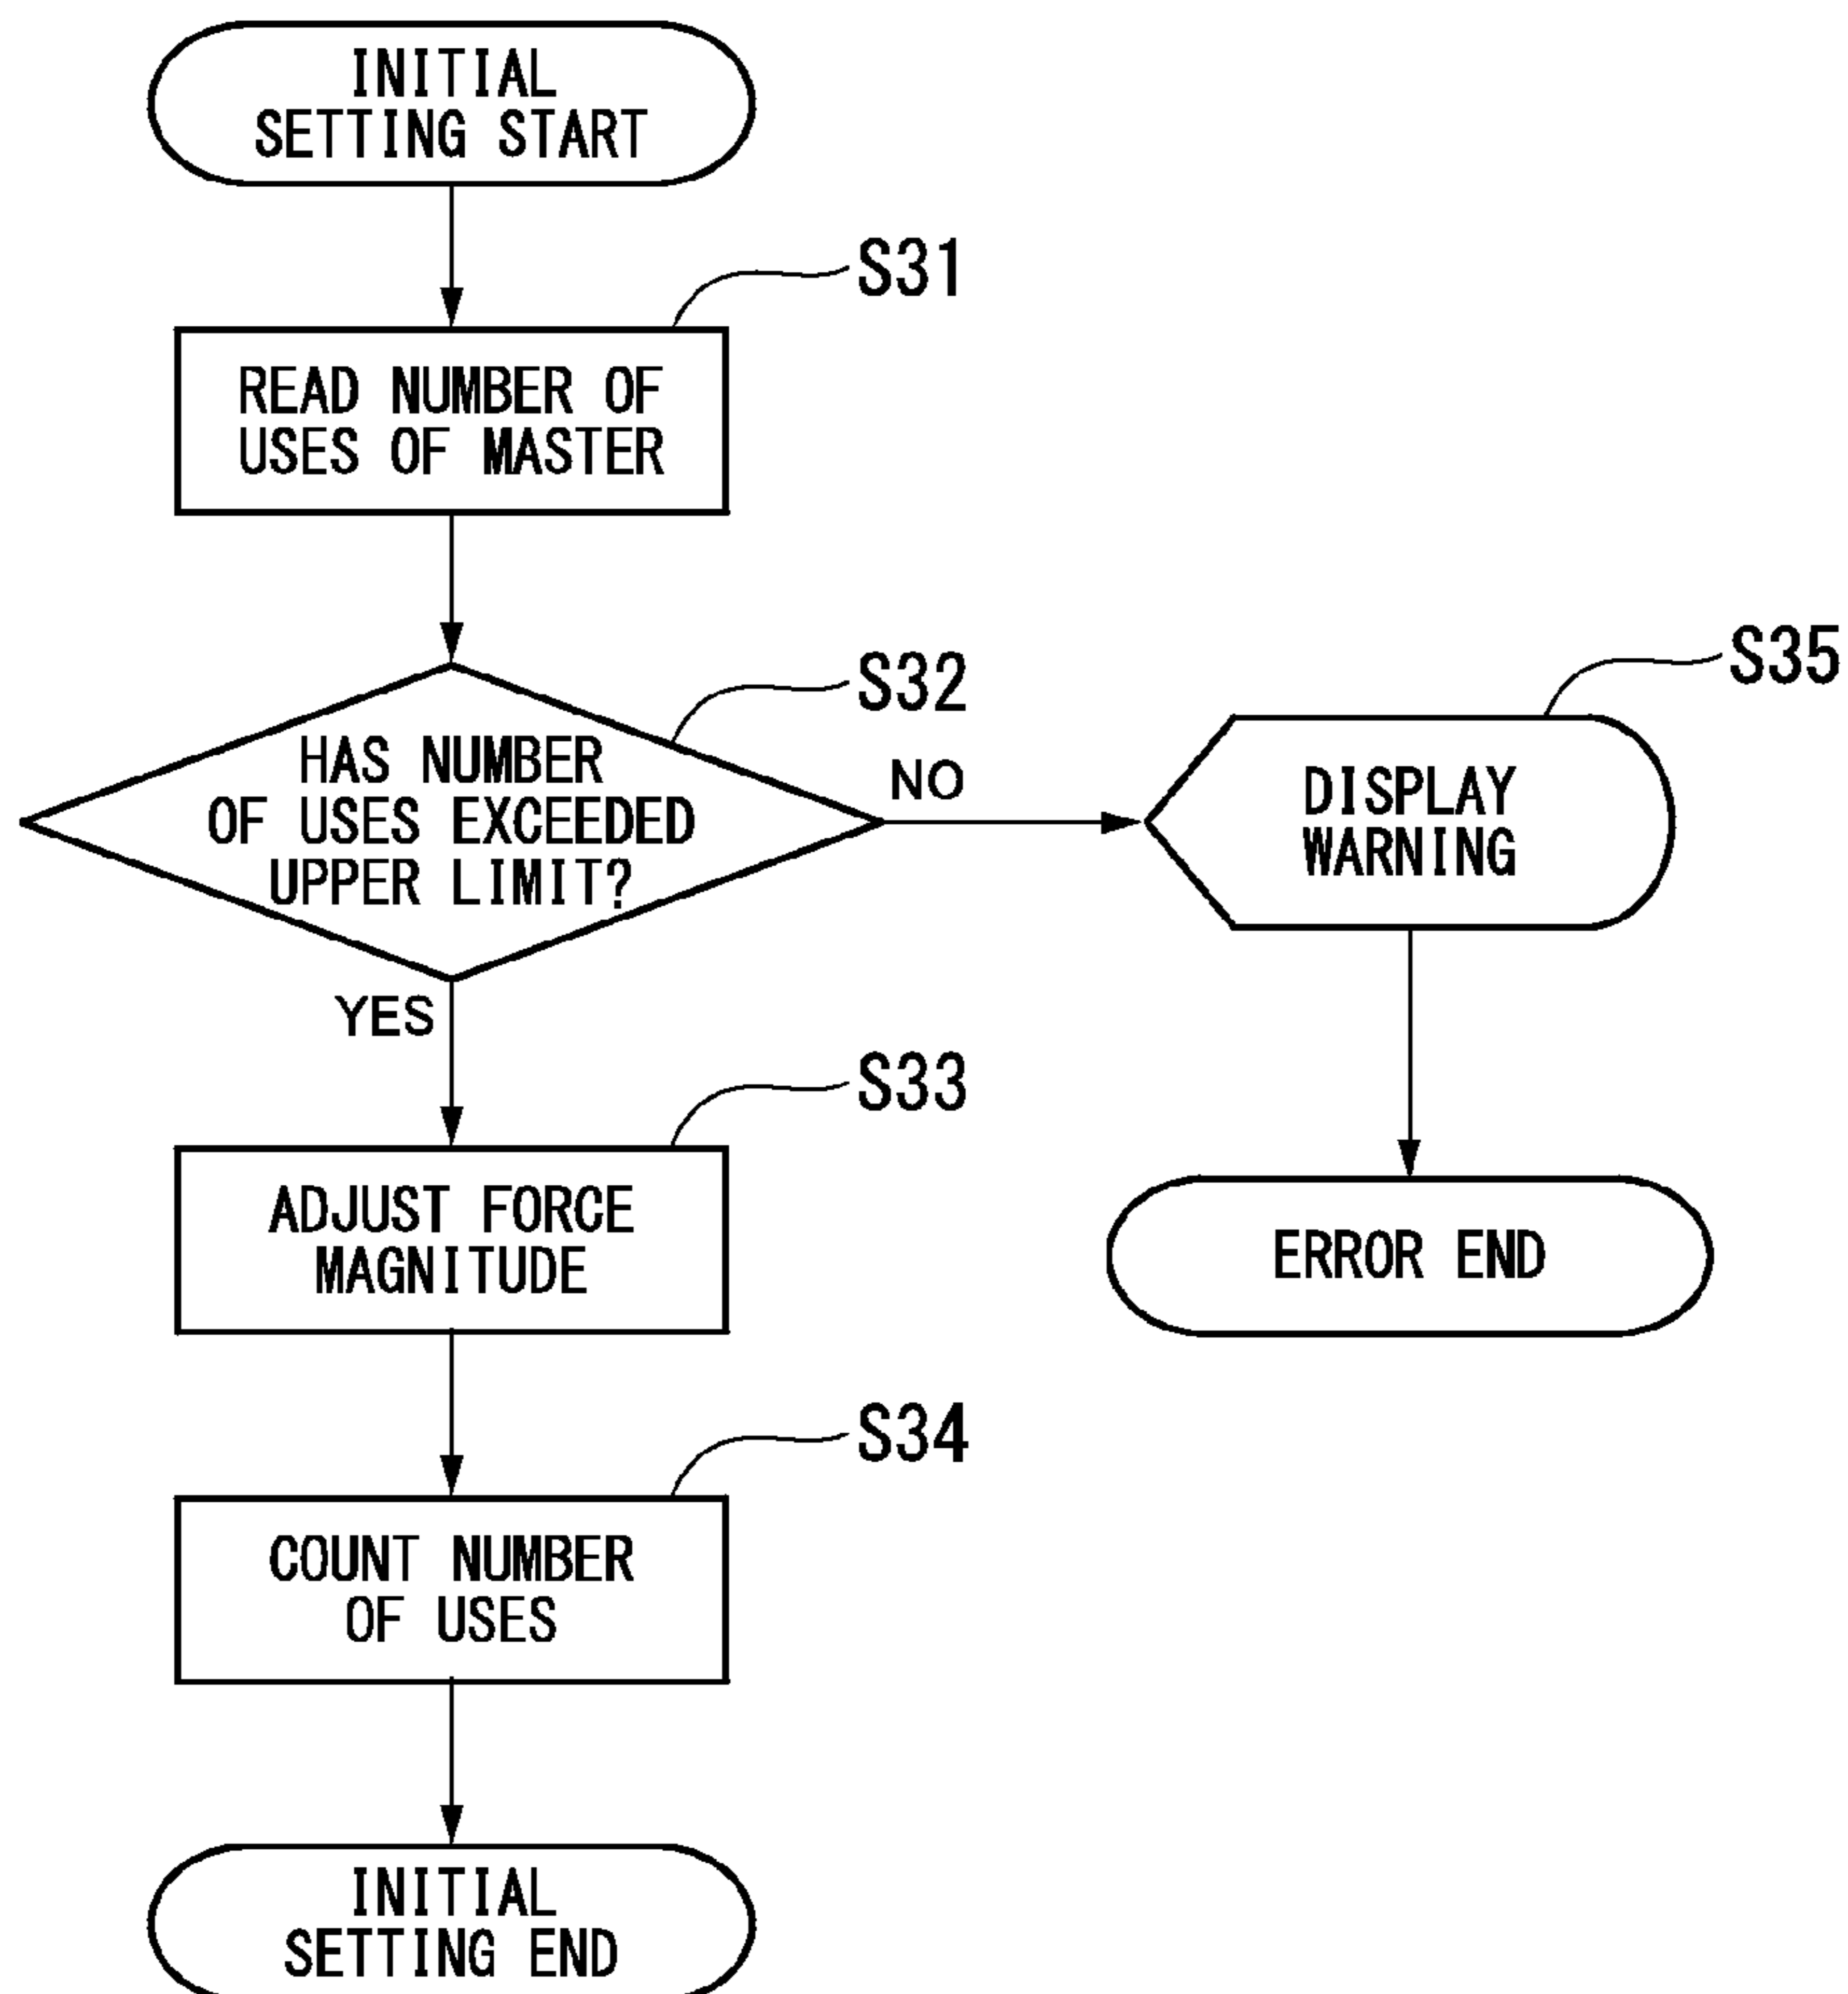 INITIAL
SETTING START
S31
READ NUMBER OF
USES OF MASTER
S32
HAS NUMBER
OF USES EXCEEDED
UPPER LIMIT?
NO
S35
DISPLAY
WARNING
YES
S33
ADJUST FORCE
MAGNITUDE
ERROR END
S34
COUNT NUMBER
OF USES
INITIAL
SETTING END